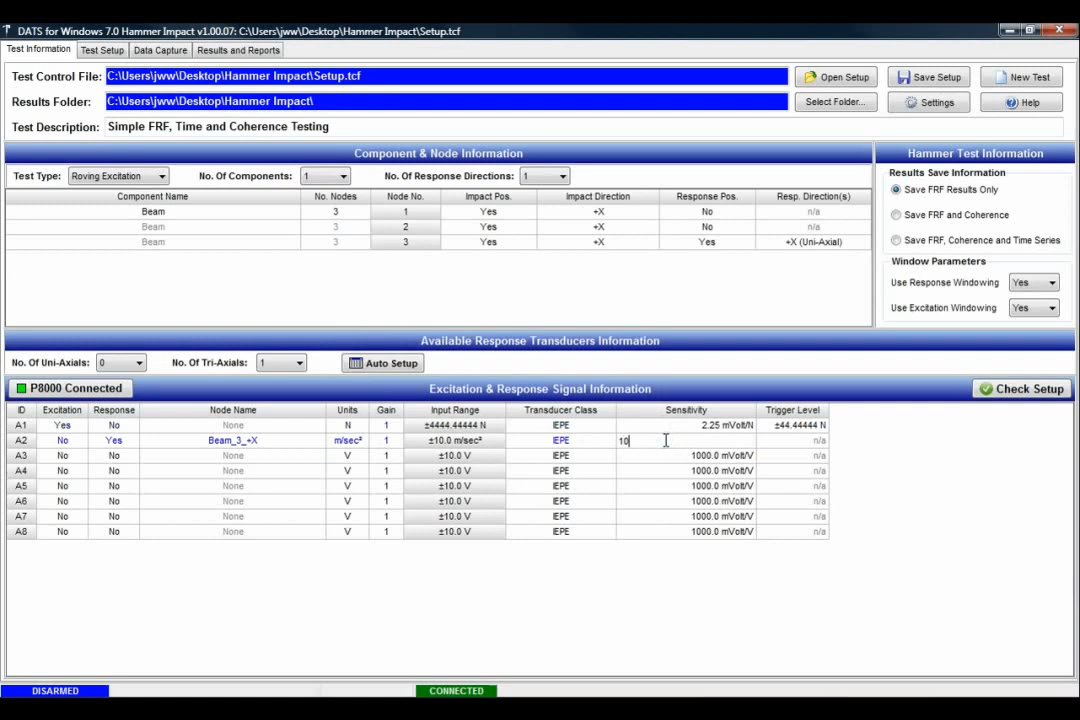 DATS for Windows 7.0 Hammer Impact v1.00.07: C:\Users\jww\Desktop\Hammer Impact\Setup.tcf
Test Information Test Setup Data Capture Results and Reports
Test Control File: C:\Users\jww\Desktop\Hammer Impact\Setup.tcf Open Setup Save Setup New Test
Results Folder: C:\Users\jww\Desktop\Hammer Impact\ Select Folder... Settings Help
Test Description: Simple FRF, Time and Coherence Testing
Component & Node Information Hammer Test Information
Test Type: Roving Excitation No. Of Components: 1 No. Of Response Directions: 1 Results Save Information
Save FRF Results Only
Save FRF and Coherence
Save FRF, Coherence and Time Series
Window Parameters
Use Response Windowing Yes
Use Excitation Windowing Yes
Component Name No. Nodes Node No. Impact Pos. Impact Direction Response Pos. Resp. Direction(s)
Beam 3 1 Yes +X No n/a
Beam 3 2 Yes +X No n/a
Beam 3 3 Yes +X Yes +X (Uni-Axial)
Available Response Transducers Information
No. Of Uni-Axials: 0 No. Of Tri-Axials: 1 Auto Setup
P8000 Connected Excitation & Response Signal Information Check Setup
ID Excitation Response Node Name Units Gain Input Range Transducer Class Sensitivity Trigger Level
A1 Yes No N 1 ±4444.44444 N IEPE 2.25 mVolt/N ±44.44444 N
A2 No Yes Beam_3_+X m/sec² 1 ±10.0 m/sec² IEPE 10 n/a
A3 No No None V 1 ±10.0 V IEPE 1000.0 mVolt/V n/a
A4 No No None V 1 ±10.0 V IEPE 1000.0 mVolt/V n/a
A5 No No None V 1 ±10.0 V IEPE 1000.0 mVolt/V n/a
A6 No No None V 1 ±10.0 V IEPE 1000.0 mVolt/V n/a
A7 No No None V 1 ±10.0 V IEPE 1000.0 mVolt/V n/a
A8 No No None V 1 ±10.0 V IEPE 1000.0 mVolt/V n/a
DISARMED CONNECTED